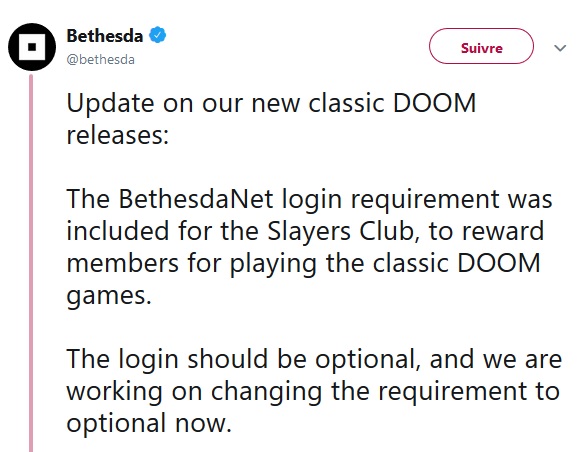 Bethesda
@bethesda
Suivre
Update on our new classic DOOM
releases:
The BethesdaNet login requirement was
included for the Slayers Club, to reward
members for playing the classic DOOM
games.
The login should be optional, and we are
working on changing the requirement to
optional now.